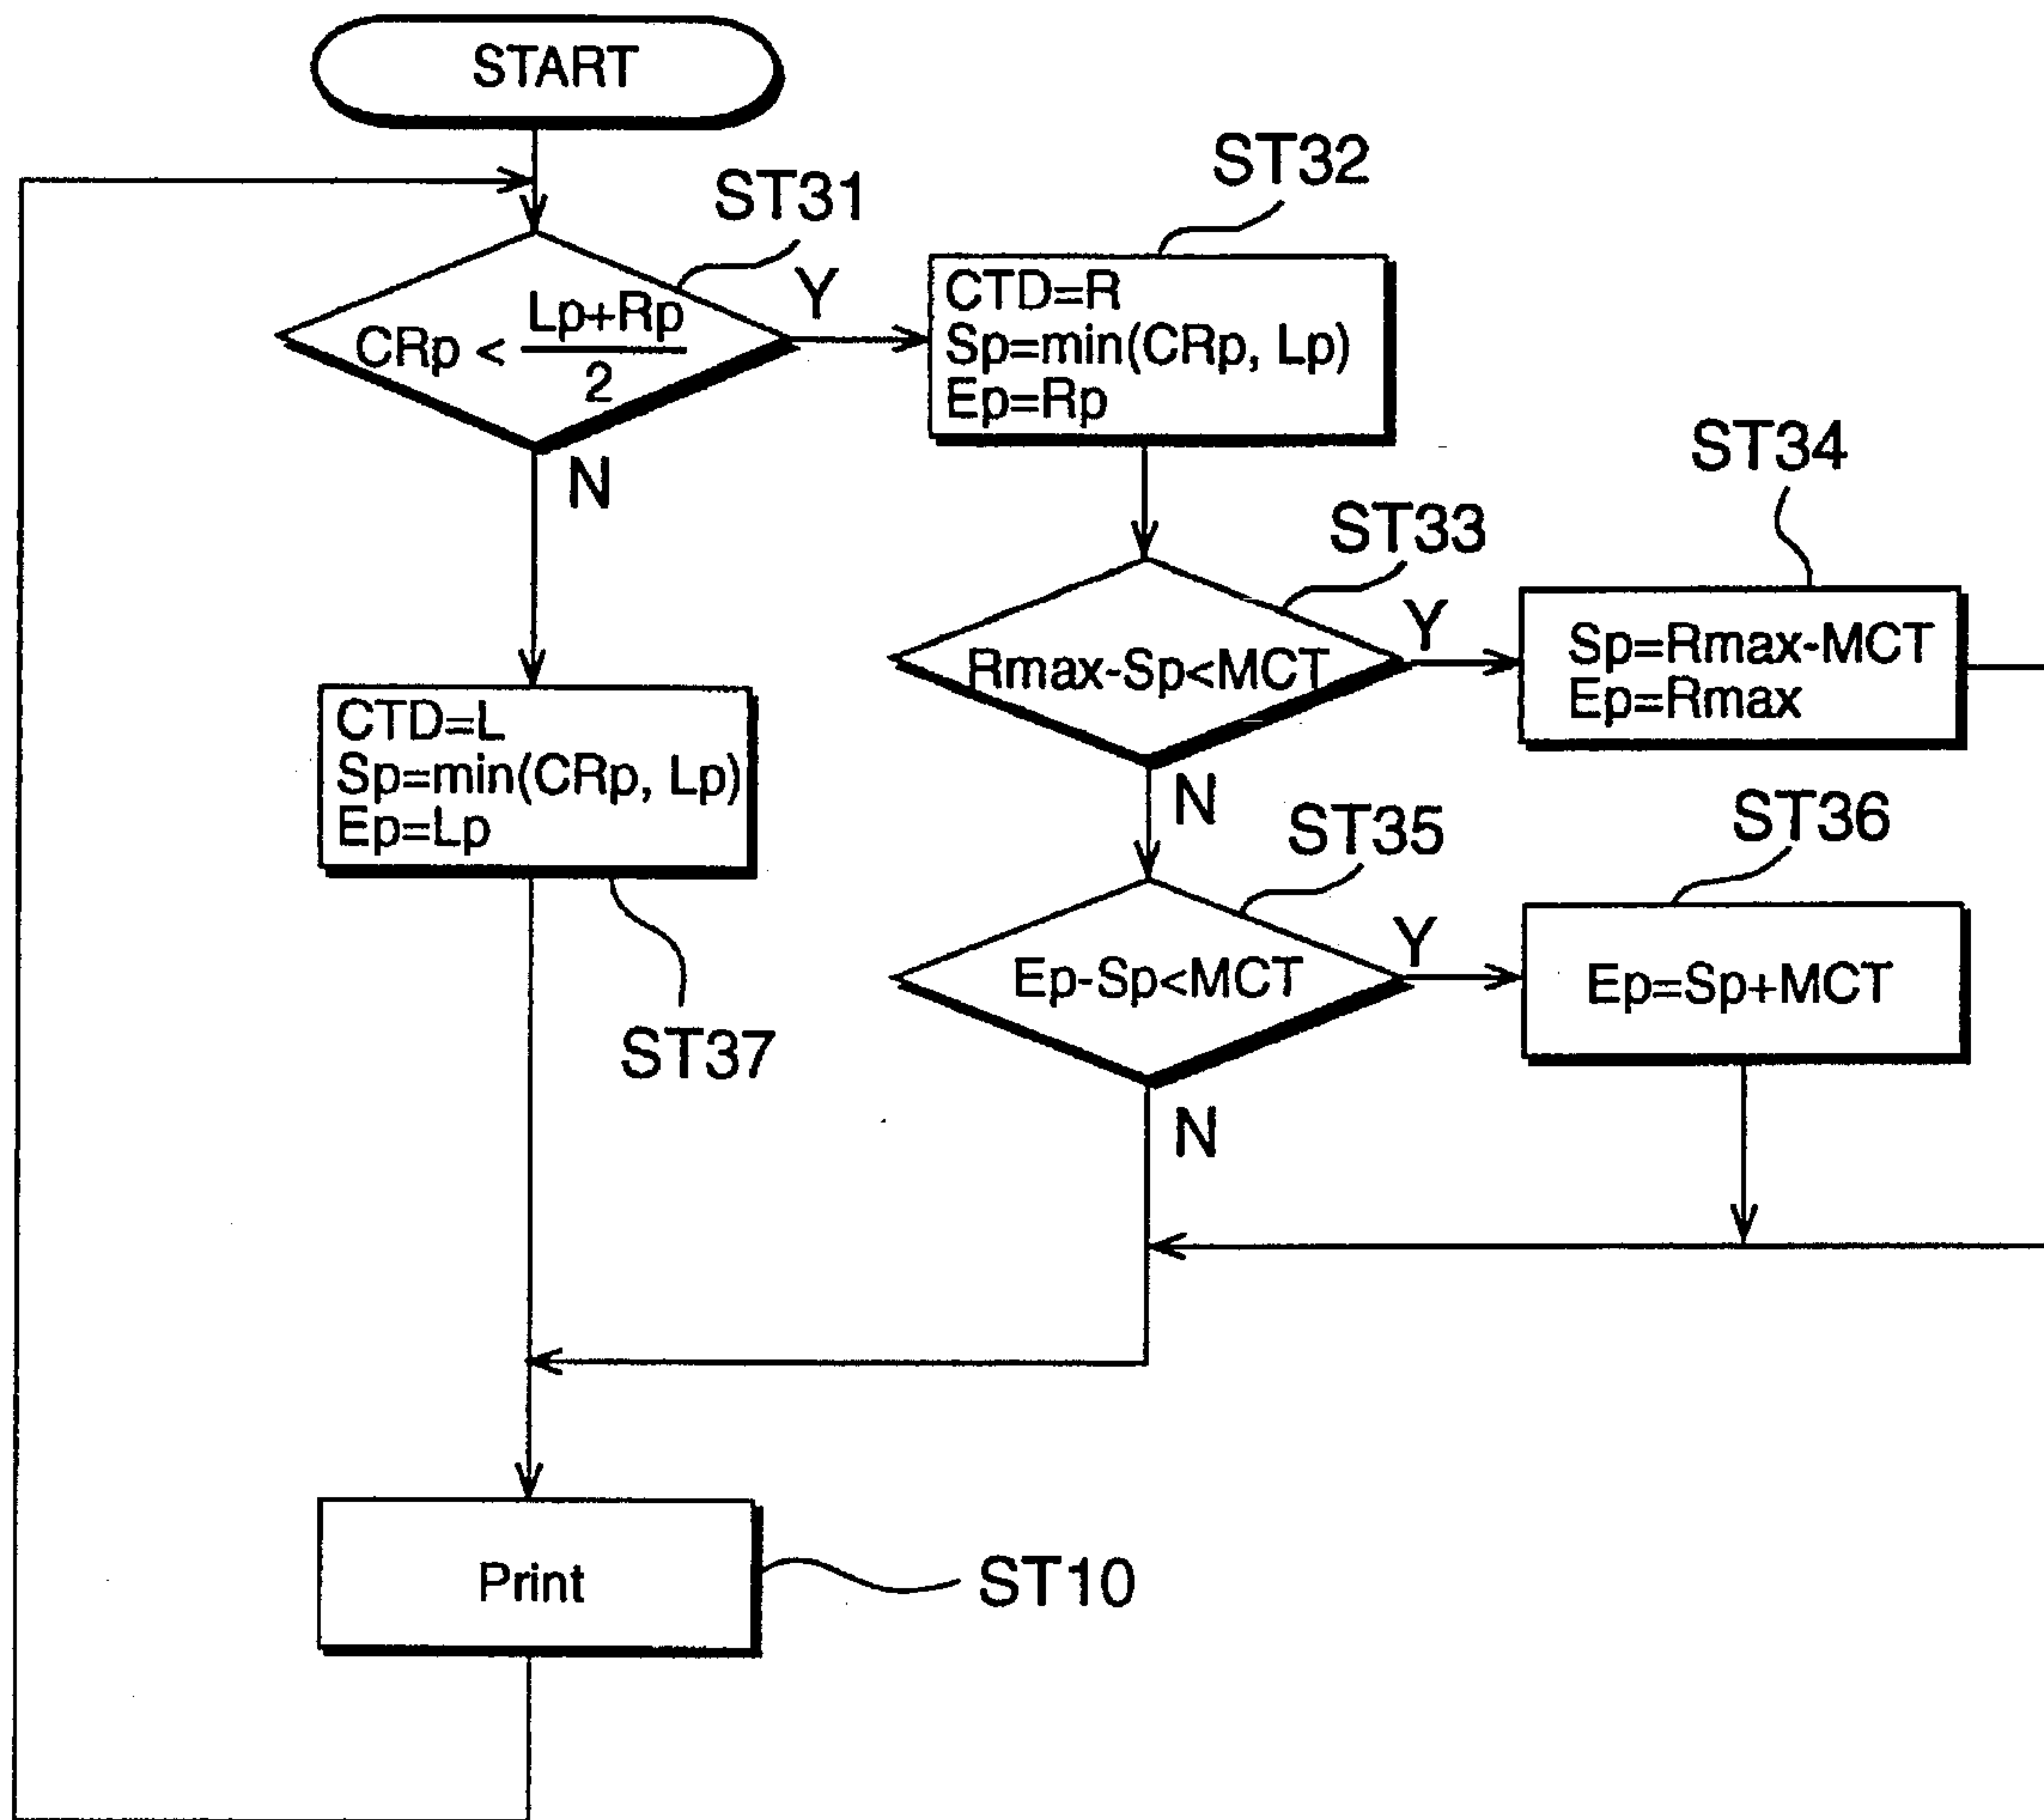 START
ST31
CRp < Lp+Rp
2
Y
N
ST32
CTD=R
Sp=min(CRp, Lp)
Ep=Rp
ST33
Rmax-Sp<MCT
Y
N
ST34
Sp=Rmax-MCT
Ep=Rmax
ST35
Ep-Sp<MCT
Y
N
ST36
Ep=Sp+MCT
CTD=L
Sp=min(CRp, Lp)
Ep=Lp
ST37
Print
ST10